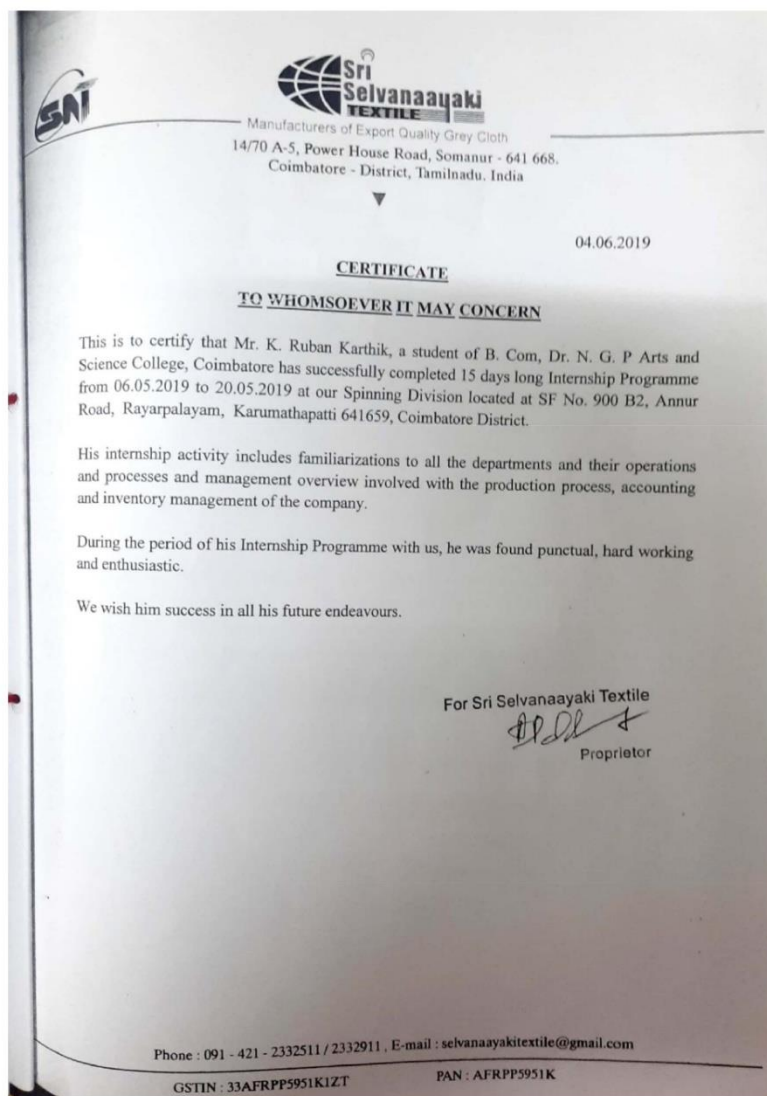 SNT
Sri
Selvanaayaki
TEXTILE
Manufacturers of Export Quality Grey Cloth
14/70 A-5, Power House Road, Somanur - 641 668.
Coimbatore - District, Tamilnadu. India
04.06.2019
CERTIFICATE
TO WHOMSOEVER IT MAY CONCERN
This is to certify that Mr. K. Ruban Karthik, a student of B. Com, Dr. N. G. P Arts and
Science College, Coimbatore has successfully completed 15 days long Internship Programme
from 06.05.2019 to 20.05.2019 at our Spinning Division located at SF No. 900 B2, Annur
Road, Rayarpalayam, Karumathapatti 641659, Coimbatore District.
His internship activity includes familiarizations to all the departments and their operations
and processes and management overview involved with the production process, accounting
and inventory management of the company.
During the period of his Internship Programme with us, he was found punctual, hard working
and enthusiastic.
We wish him success in all his future endeavours.
For Sri Selvanaayaki Textile
Proprietor
Phone : 091 - 421 - 2332511 / 2332911 , E-mail : selvanaayakitextile@gmail.com
GSTIN : 33AFRPP5951K1ZT PAN : AFRPP5951K